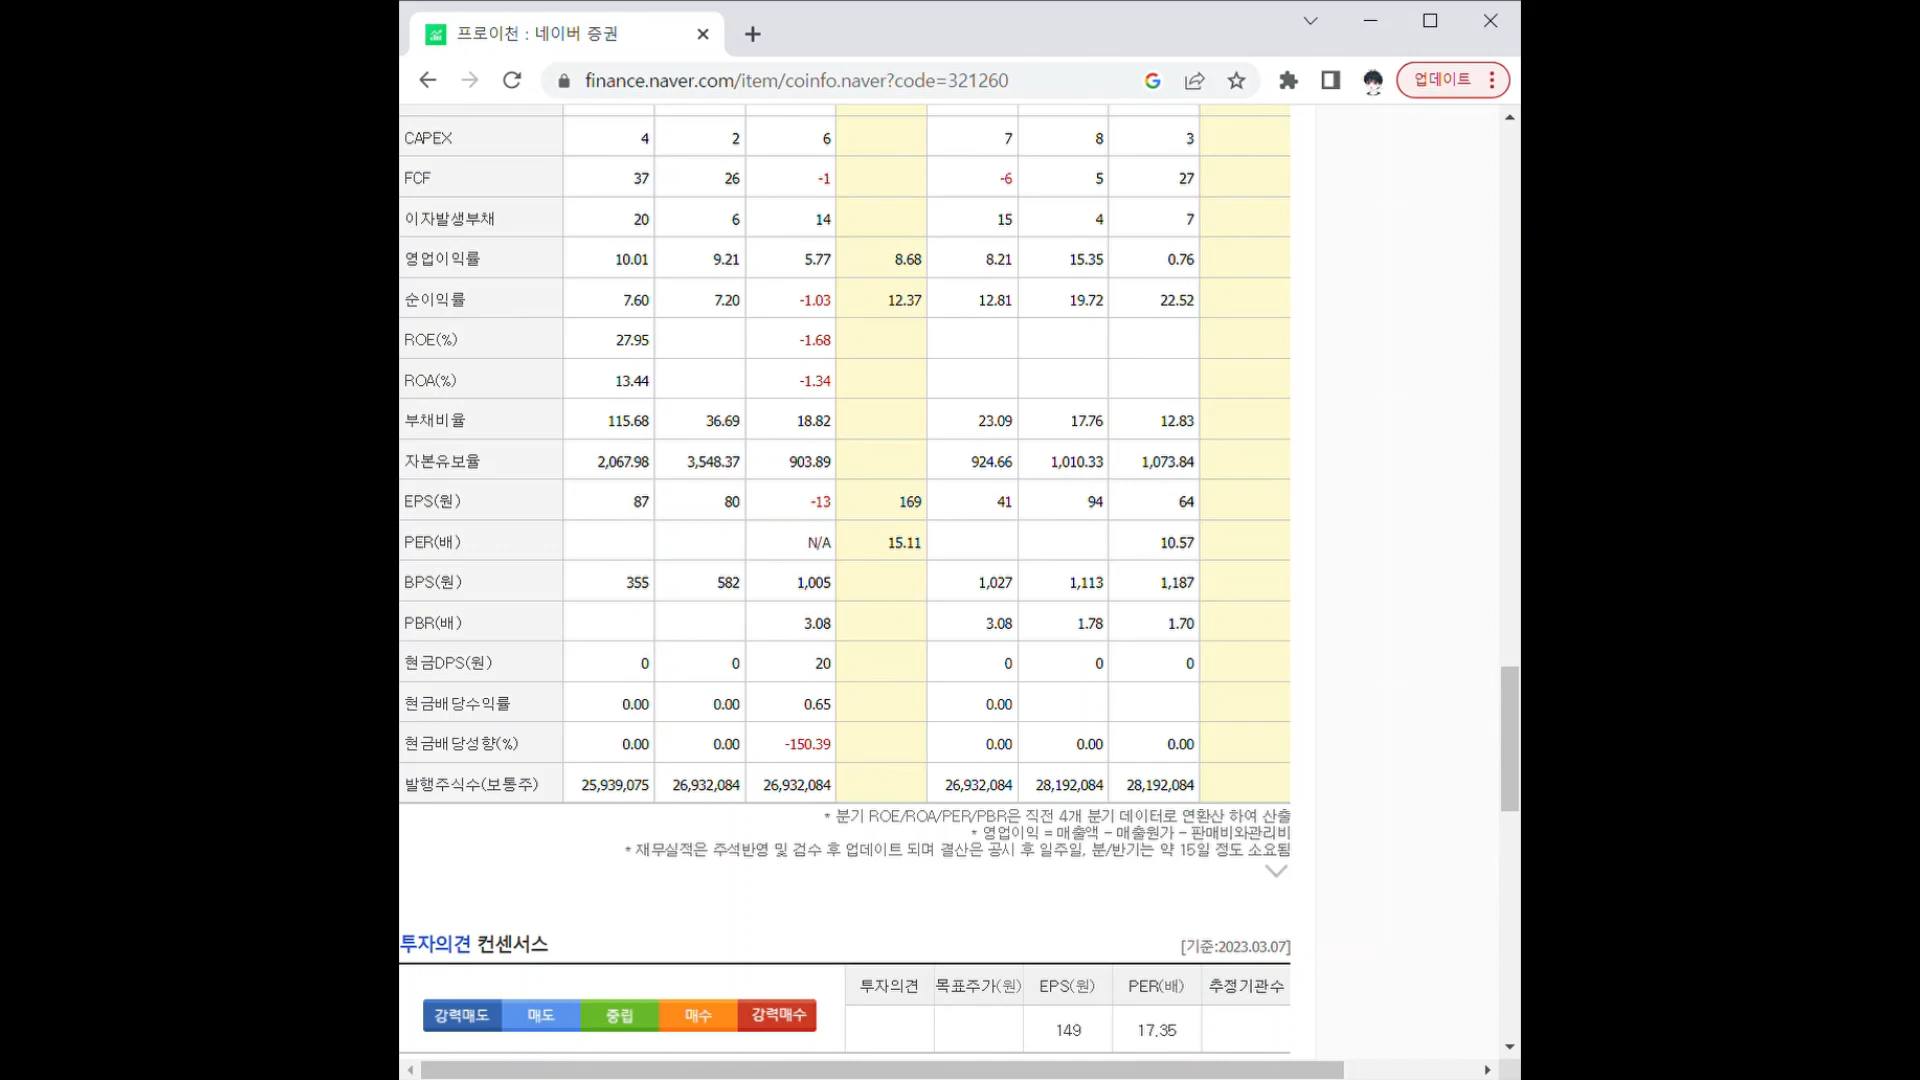 프로이천 : 네이버 증권
finance.naver.com/item/coinfo.naver?code=321260
업데이트
CAPEX 4 2 6 7 8 3
FCF 37 26 -1 -6 5 27
이자발생부채 20 6 14 15 4 7
영업이익률 10.01 9.21 5.77 8.68 8.21 15.35 0.76
순이익률 7.60 7.20 -1.03 12.37 12.81 19.72 22.52
ROE(%) 27.95 -1.68
ROA(%) 13.44 -1.34
부채비율 115.68 36.69 18.82 23.09 17.76 12.83
자본유보율 2,067.98 3,548.37 903.89 924.66 1,010.33 1,073.84
EPS(원) 87 80 -13 169 41 94 64
PER(배) N/A 15.11 10.57
BPS(원) 355 582 1,005 1,027 1,113 1,187
PBR(배) 3.08 3.08 1.78 1.70
현금DPS(원) 0 0 20 0 0 0
현금배당수익률 0.00 0.00 0.65 0.00
현금배당성향(%) 0.00 0.00 -150.39 0.00 0.00 0.00
발행주식수(보통주) 25,939,075 26,932,084 26,932,084 26,932,084 28,192,084 28,192,084
* 분기 ROE/ROA/PER/PBR은 직전 4개 분기 데이터로 연환산 하여 산출
* 영업이익 = 매출액 - 매출원가 - 판매비와관리비
* 재무실적은 주석반영 및 검수 후 업데이트 되며 결산은 공시 후 일주일, 분/반기는 약 15일 정도 소요됨
투자의견 컨센서스 [기준:2023.03.07]
투자의견 목표주가(원) EPS(원) PER(배) 추정기관수
강력매도 매도 중립 매수 강력매수
149 17.35